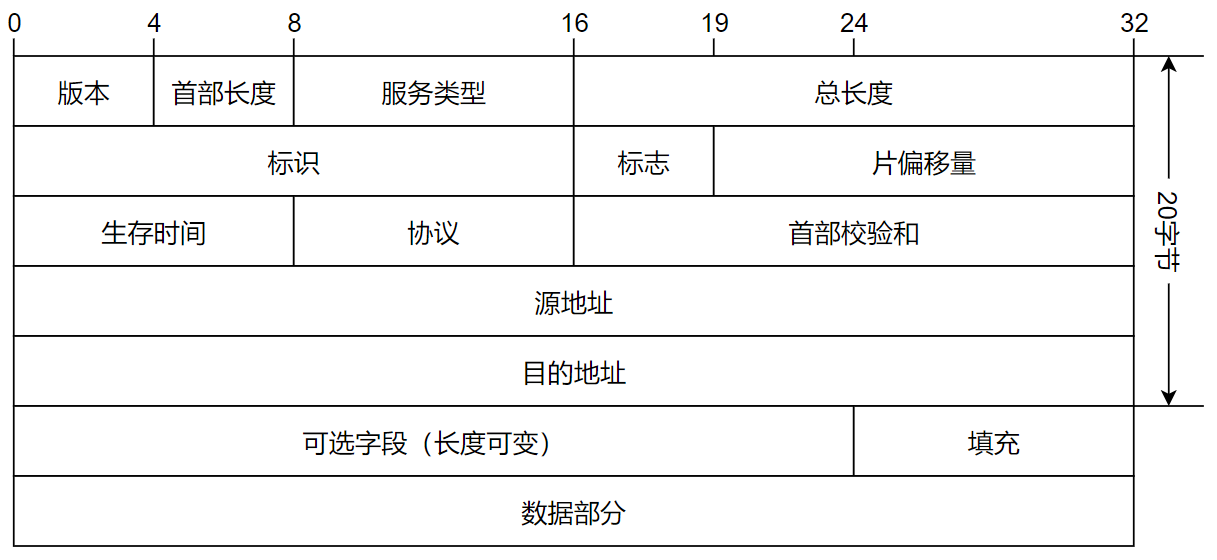 0 4 8 16 19 24 32
版本 首部长度 服务类型 总长度
标识 标志 片偏移量
生存时间 协议 首部校验和
源地址
目的地址
可选字段（长度可变） 填充
数据部分
20字节